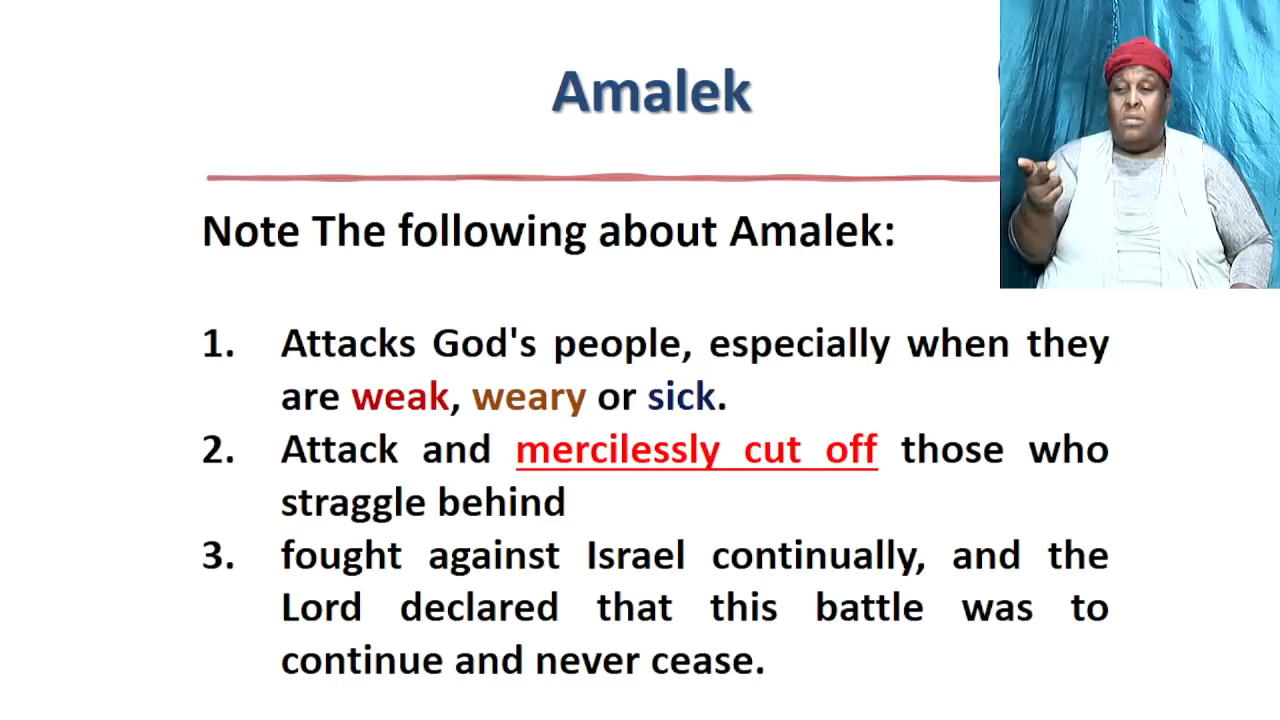 Amalek
Note The following about Amalek:
1. Attacks God's people, especially when they
are weak, weary or sick.
2. Attack and mercilessly cut off those who
straggle behind
3. fought against Israel continually, and the
Lord declared that this battle was to
continue and never cease.